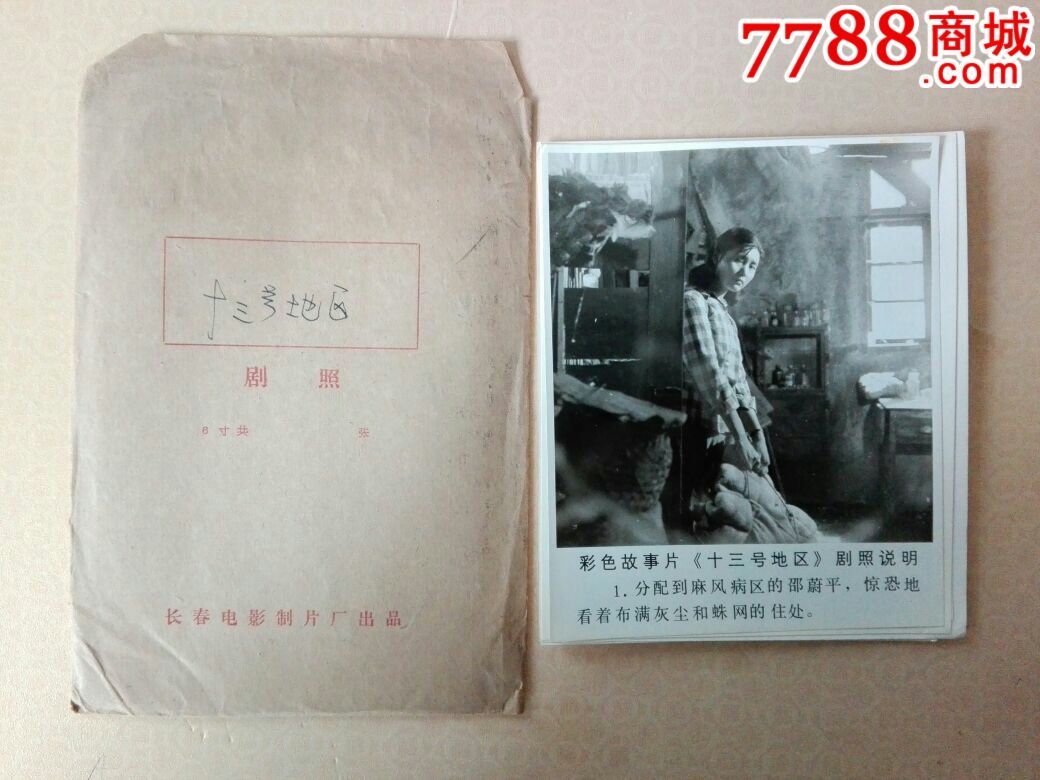 7788商城
.com
十三号地区
剧 照
6寸共 张
长春电影制片厂出品
彩色故事片《十三号地区》剧照说明
1.分配到麻风病区的邵蔚平，惊恐地
看着布满灰尘和蛛网的住处。